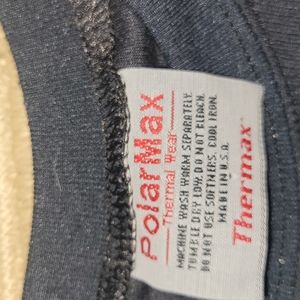 PolarMax
Thermal Wear
MACHINE WASH WARM SEPARATELY.
TUMBLE DRY LOW. DO NOT BLEACH.
DO NOT USE SOFTNERS. COOL IRON.
MADE IN U.S.A.
Thermax